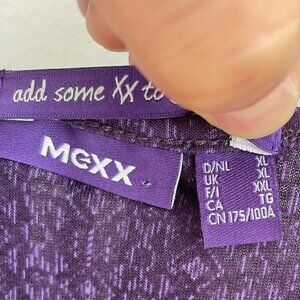 add some XX to
MEXX
D/NL XL
UK XL
F/I XXL
CA TG
CN 175/100A